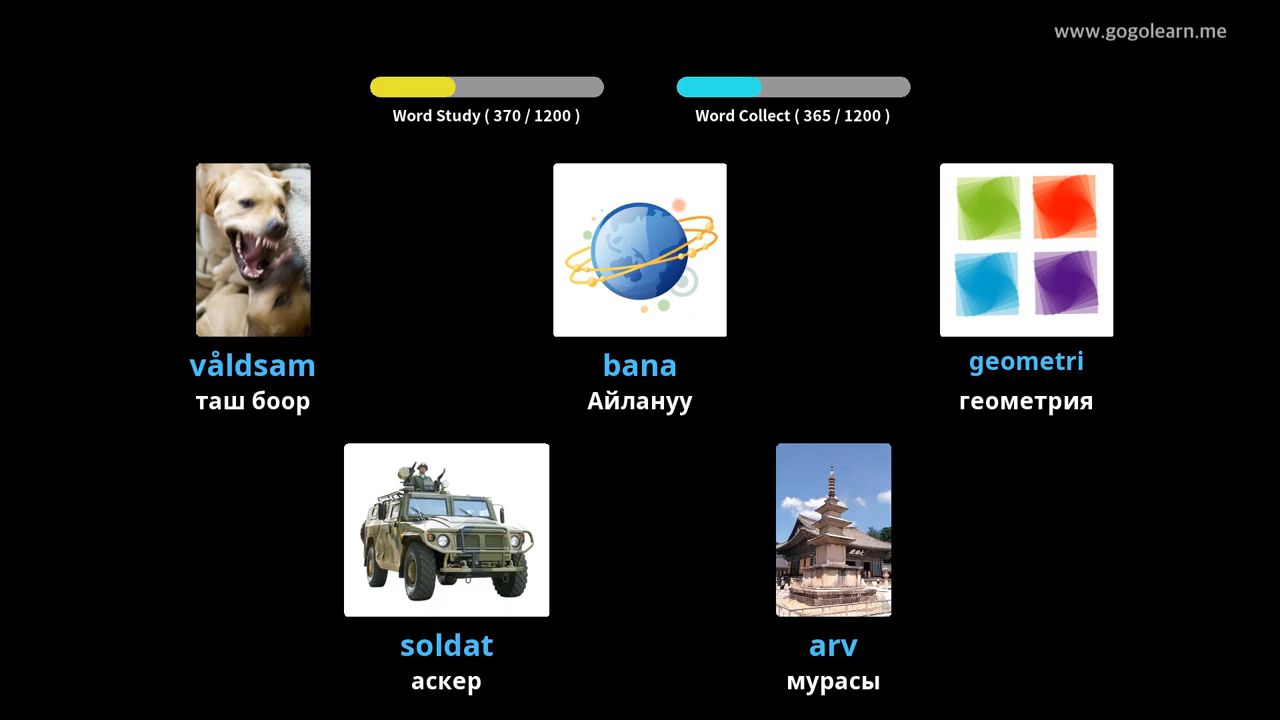 www.gogolearn.me
Word Study ( 370 / 1200 )
Word Collect ( 365 / 1200 )
våldsam
bana
geometri
таш боор
Айлануу
геометрия
soldat
arv
аскер
мурасы